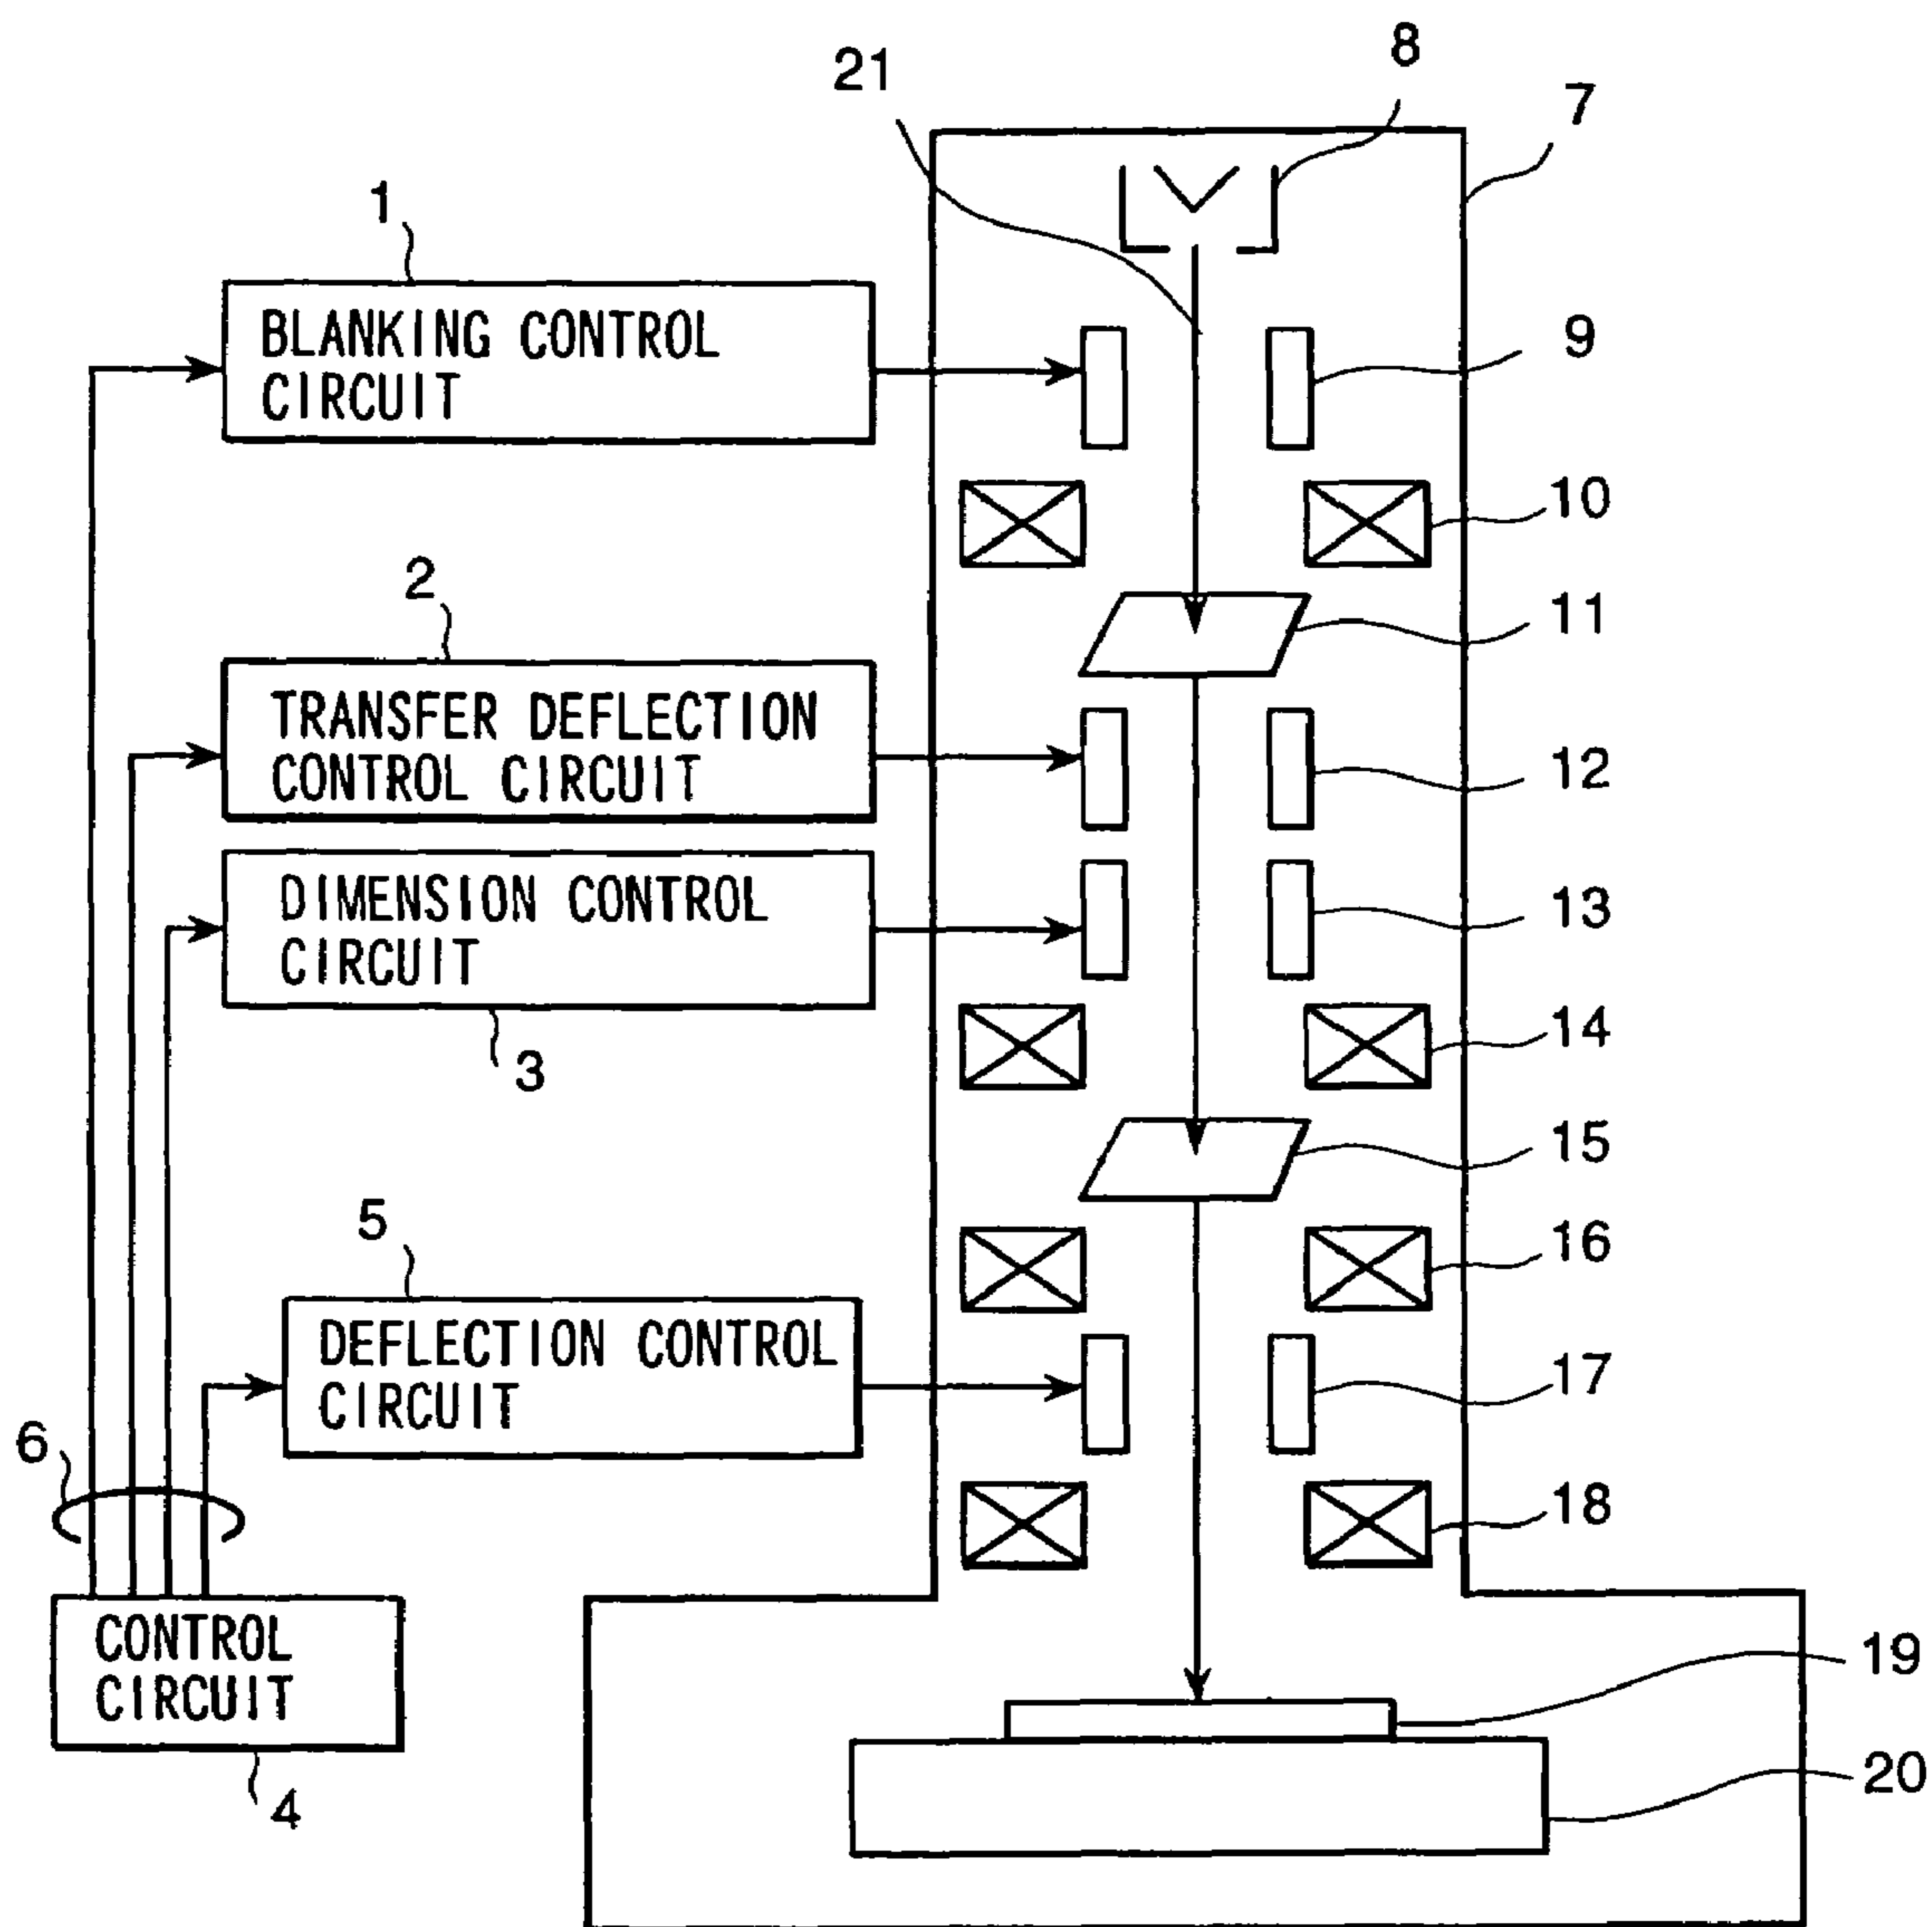 8
21
7
1
BLANKING CONTROL
CIRCUIT
9
10
2
11
TRANSFER DEFLECTION
CONTROL CIRCUIT
12
DIMENSION CONTROL
CIRCUIT
13
14
3
15
5
16
DEFLECTION CONTROL
CIRCUIT
17
6
18
CONTROL
CIRCUIT
19
20
4